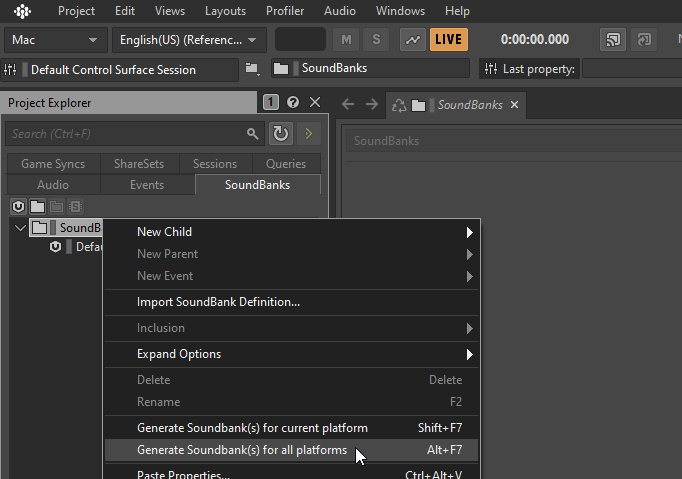 Project Edit Views Layouts Profiler Audio Windows Help
Mac English(US) (Referenc... M S LIVE 0:00:00.000
Default Control Surface Session SoundBanks Last property:
Project Explorer 1 ? SoundBanks
Search (Ctrl+F)
SoundBanks
Game Syncs ShareSets Sessions Queries
Audio Events SoundBanks
SoundB
Defau
New Child
New Parent
New Event
Import SoundBank Definition...
Inclusion
Expand Options
Delete Delete
Rename F2
Generate Soundbank(s) for current platform Shift+F7
Generate Soundbank(s) for all platforms Alt+F7
Paste Properties... Ctrl+Alt+V